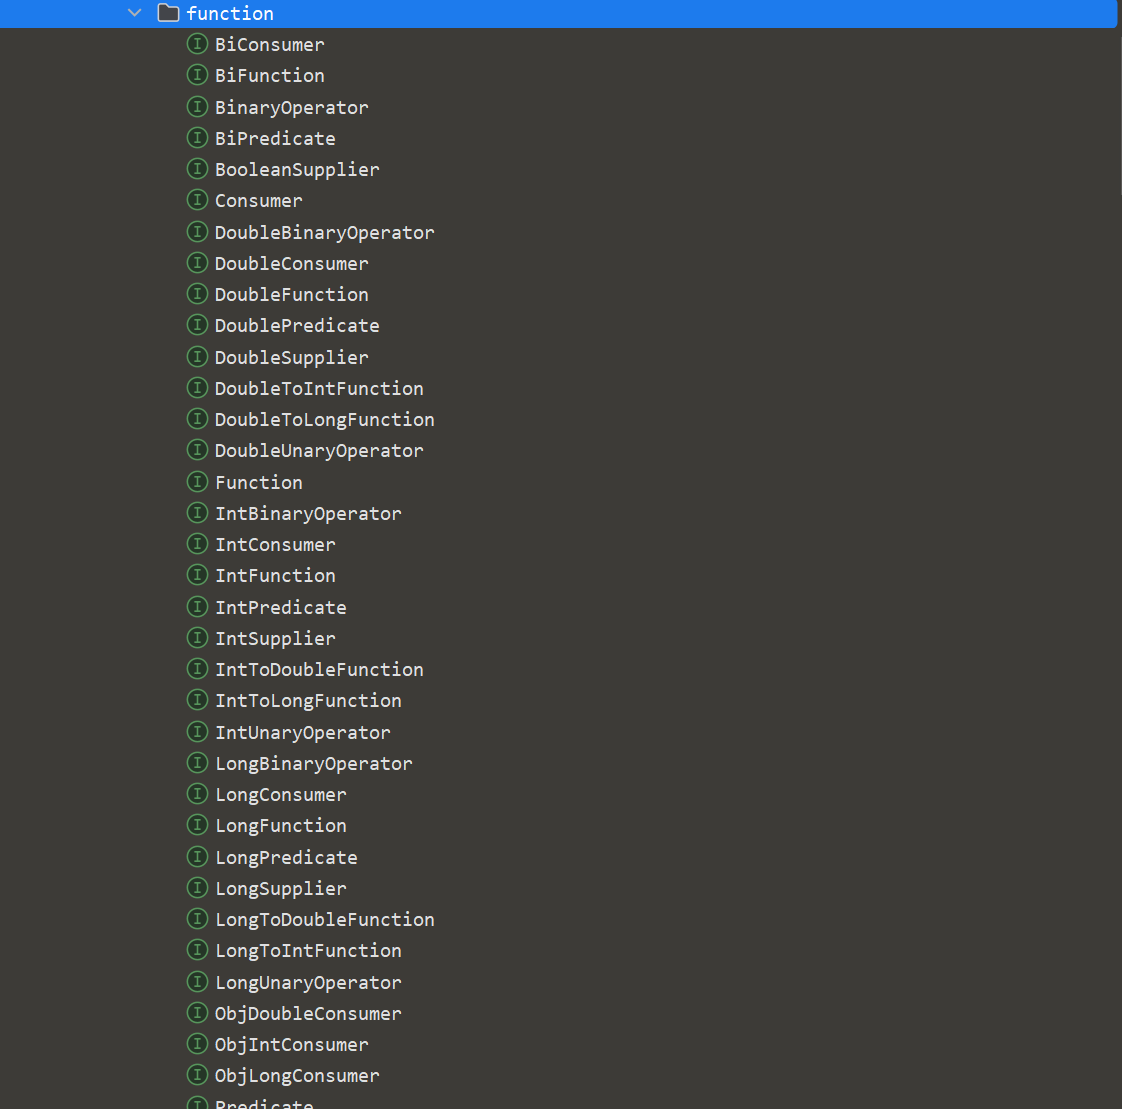 function
BiConsumer
BiFunction
BinaryOperator
BiPredicate
BooleanSupplier
Consumer
DoubleBinaryOperator
DoubleConsumer
DoubleFunction
DoublePredicate
DoubleSupplier
DoubleToIntFunction
DoubleToLongFunction
DoubleUnaryOperator
Function
IntBinaryOperator
IntConsumer
IntFunction
IntPredicate
IntSupplier
IntToDoubleFunction
IntToLongFunction
IntUnaryOperator
LongBinaryOperator
LongConsumer
LongFunction
LongPredicate
LongSupplier
LongToDoubleFunction
LongToIntFunction
LongUnaryOperator
ObjDoubleConsumer
ObjIntConsumer
ObjLongConsumer
Predicate